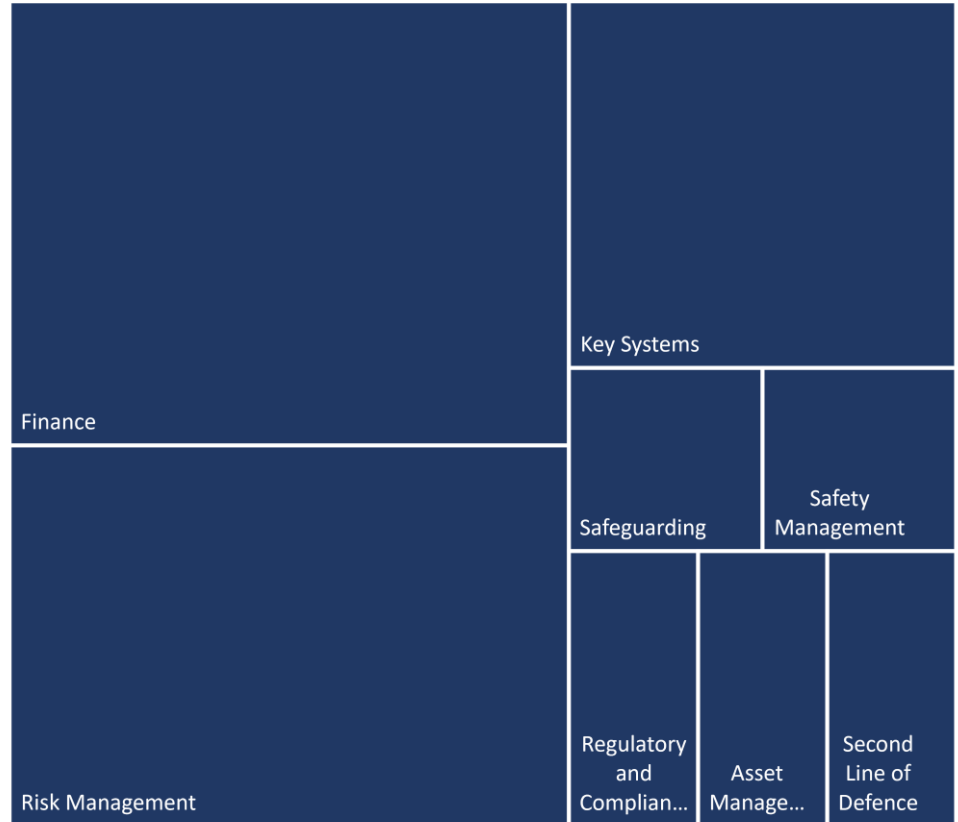 Finance
Risk Management
Key Systems
Safeguarding
Safety
Management
Regulatory
and
Complian...
Asset
Manage...
Second
Line of
Defence